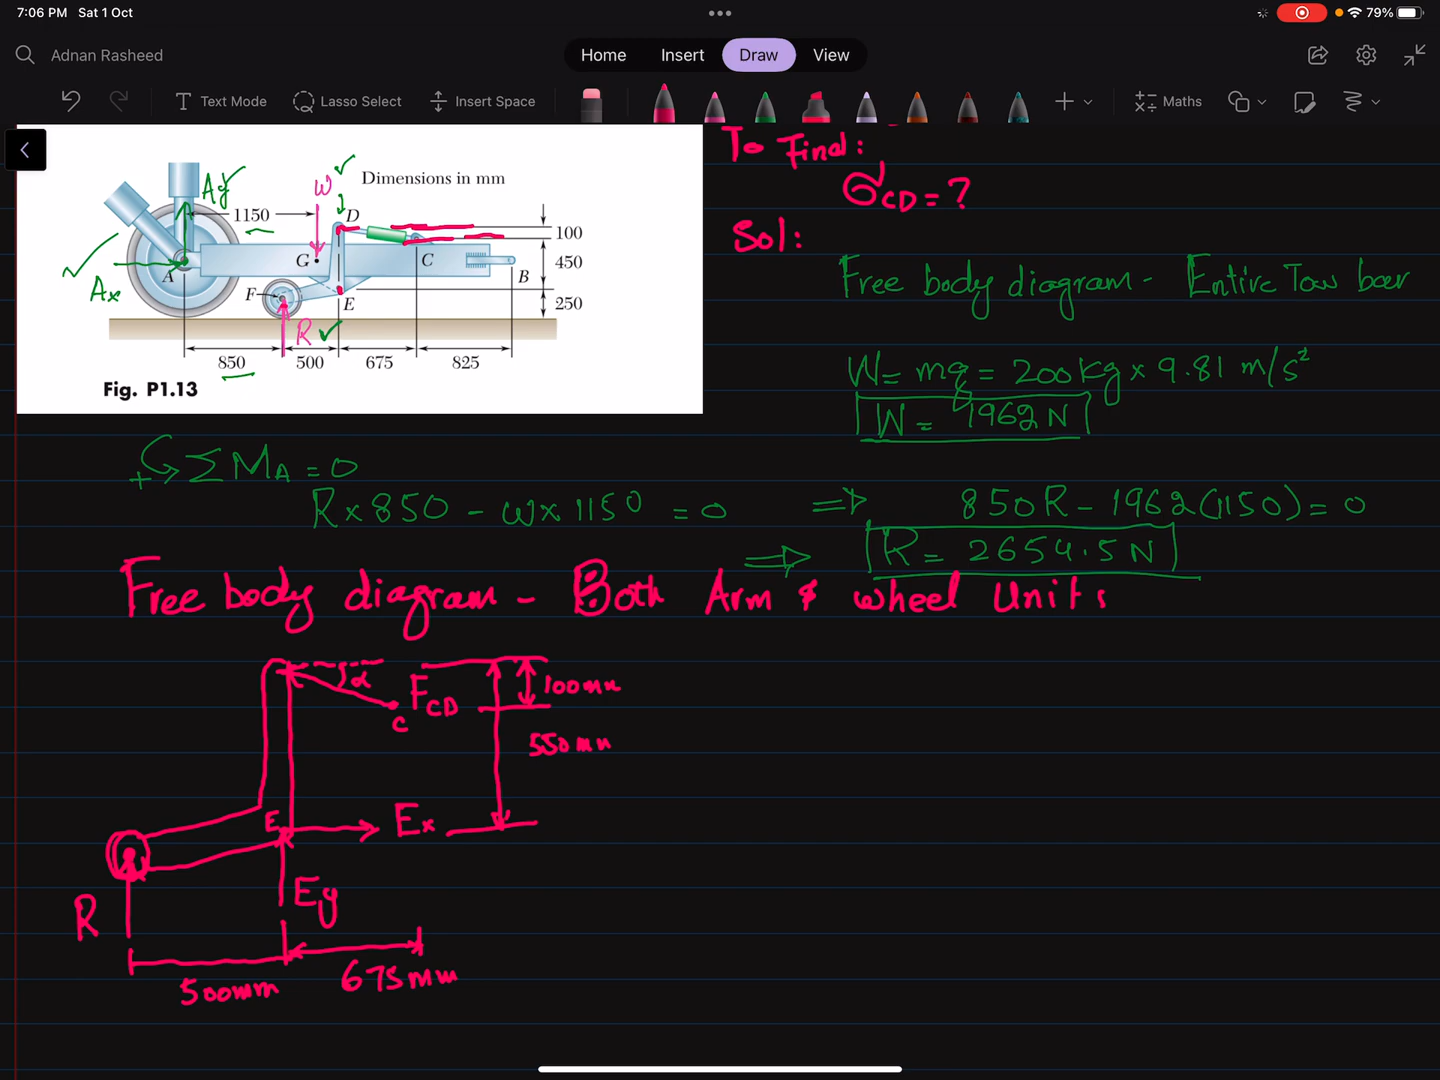 7:06 PM Sat 1 Oct
79%
Adnan Rasheed
Home Insert Draw View
Text Mode Lasso Select Insert Space Maths
To Find:
σCD = ?
Sol:
Free body diagram - Entire Tow bar
W = mg = 200 kg × 9.81 m/s²
W = 1962 N
Dimensions in mm
Ay
W
D
1150
100
450
250
A
Ax
G
C
B
F
E
R
850 500 675 825
Fig. P1.13
+ ΣMA = 0
R × 850 - W × 1150 = 0 ⇒ 850R - 1962(1150) = 0
⇒ R = 2654.5 N
Free body diagram - Both Arm & wheel Units
α
FCD
C
100mm
550mm
E
Ex
Ey
R
500mm
675mm